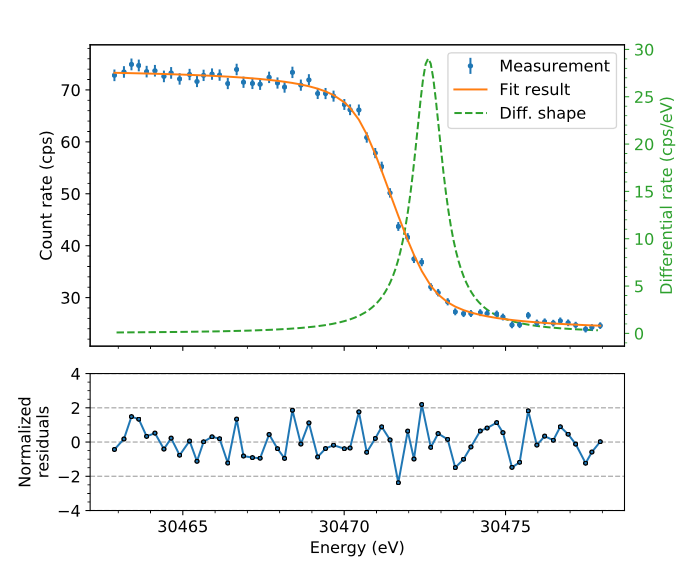 Count rate (cps)
70
60
50
40
30
Measurement
Fit result
Diff. shape
30
25
20
15
10
5
0
Differential rate (cps/eV)
Normalized
residuals
4
2
0
−2
−4
30465
30470
30475
Energy (eV)